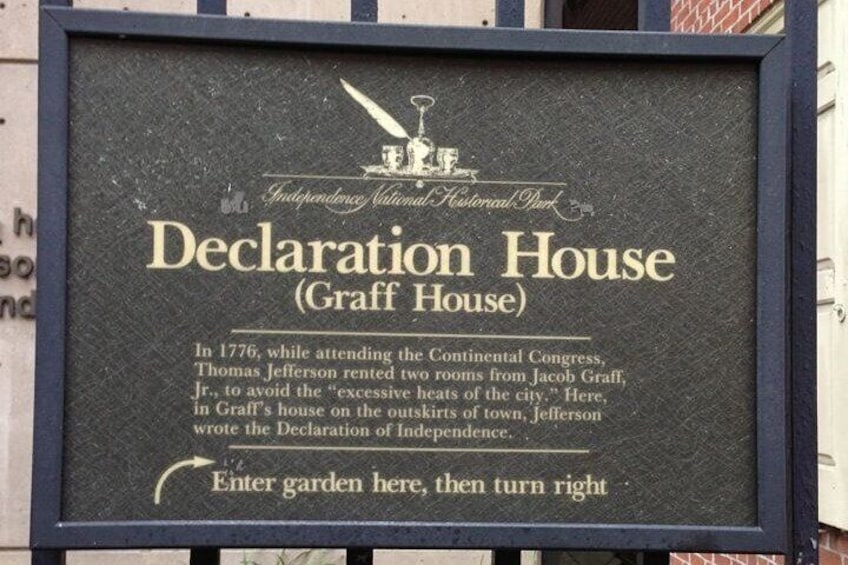 Independence National Historical Park
Declaration House
(Graff House)
In 1776, while attending the Continental Congress,
Thomas Jefferson rented two rooms from Jacob Graff,
Jr., to avoid the “excessive heats of the city.” Here,
in Graff’s house on the outskirts of town, Jefferson
wrote the Declaration of Independence.
Enter garden here, then turn right